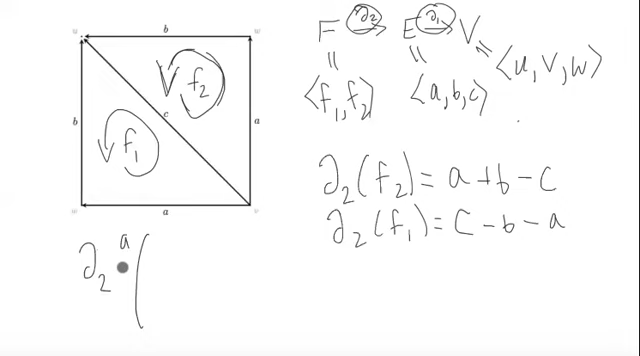 u b w
b a
f₂
c
f₁
w a v
F ∂₂→ E ∂₁→ V = ⟨u, v, w⟩
= =
⟨f₁, f₂⟩ ⟨a, b, c⟩
∂₂(f₂) = a + b − c
∂₂(f₁) = c − b − a
∂₂ a (